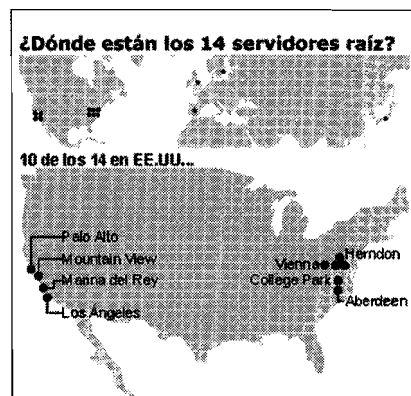 ¿Dónde están los 14 servidores raíz?
10 de los 14 en EE.UU...
Palo Alto
Mountain View
Marina del Rey
Los Angeles
Herndon
Vienna
College Park
Aberdeen